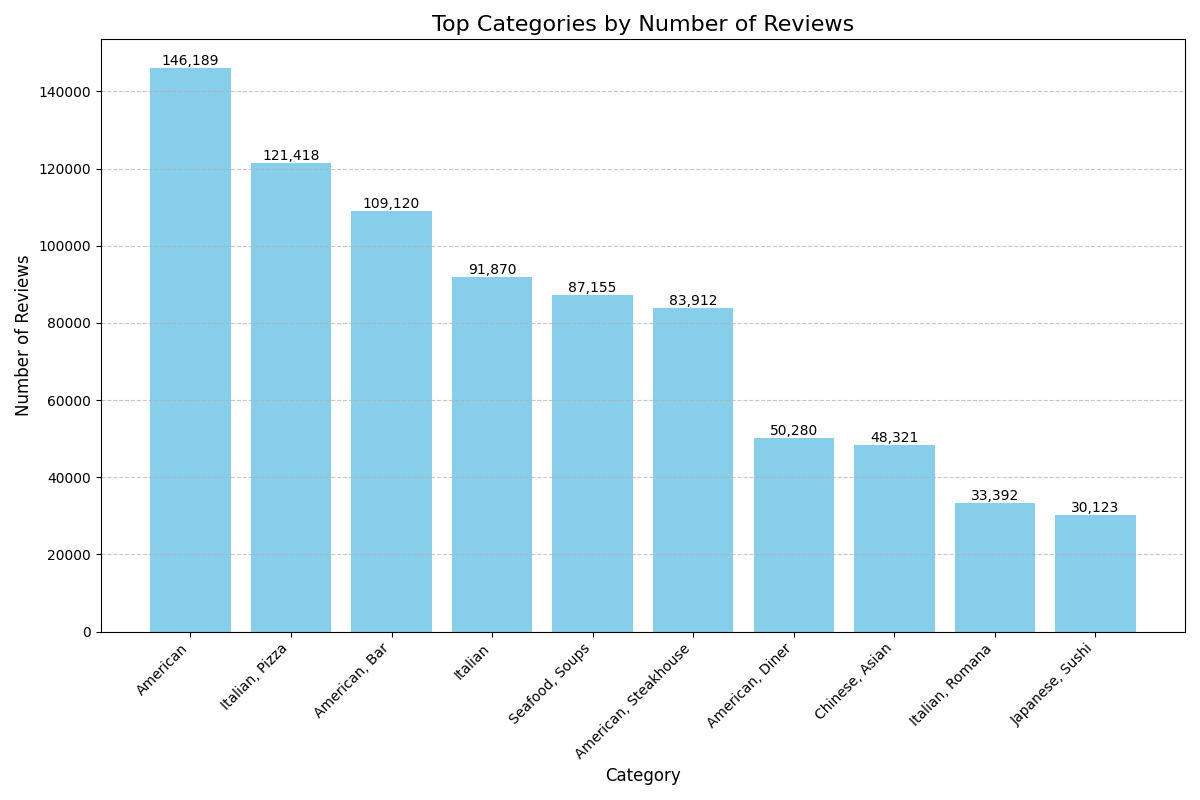 Top Categories by Number of Reviews
Number of Reviews
140000
120000
100000
80000
60000
40000
20000
0
146,189
121,418
109,120
91,870
87,155
83,912
50,280
48,321
33,392
30,123
American
Italian, Pizza
American, Bar
Italian
Seafood, Soups
American, Steakhouse
American, Diner
Chinese, Asian
Italian, Romana
Japanese, Sushi
Category